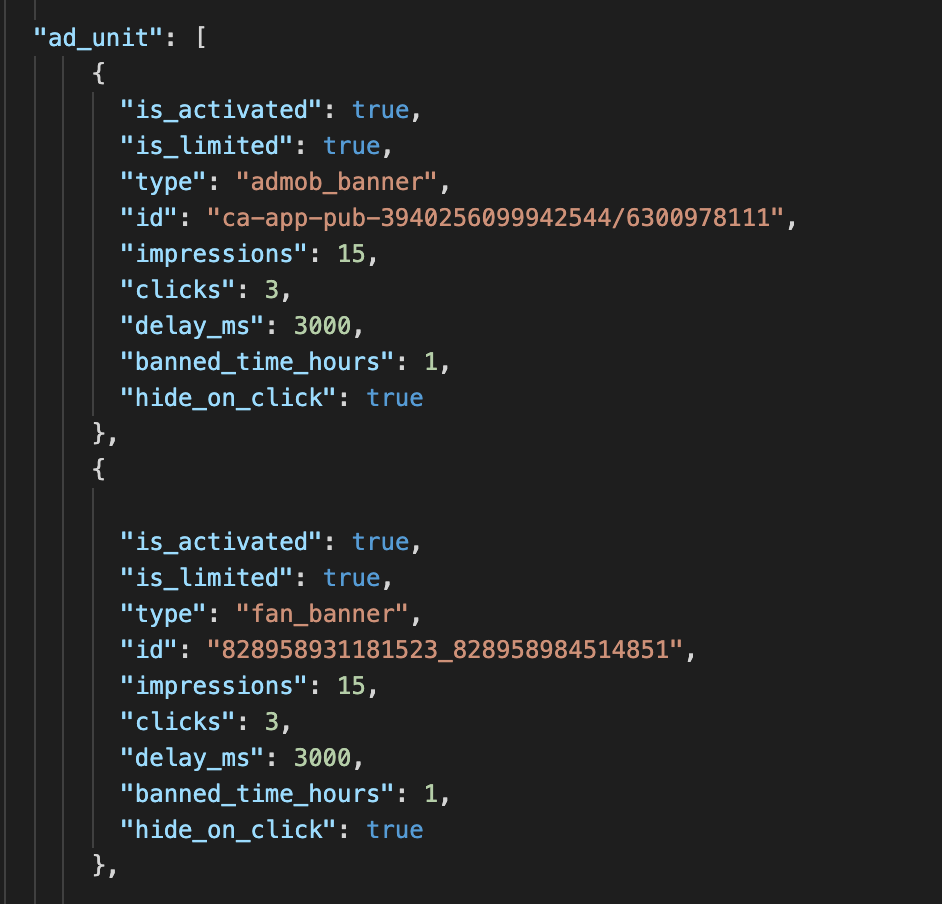 "ad_unit": [
{
"is_activated": true,
"is_limited": true,
"type": "admob_banner",
"id": "ca-app-pub-3940256099942544/6300978111",
"impressions": 15,
"clicks": 3,
"delay_ms": 3000,
"banned_time_hours": 1,
"hide_on_click": true
},
{
"is_activated": true,
"is_limited": true,
"type": "fan_banner",
"id": "828958931181523_828958984514851",
"impressions": 15,
"clicks": 3,
"delay_ms": 3000,
"banned_time_hours": 1,
"hide_on_click": true
},